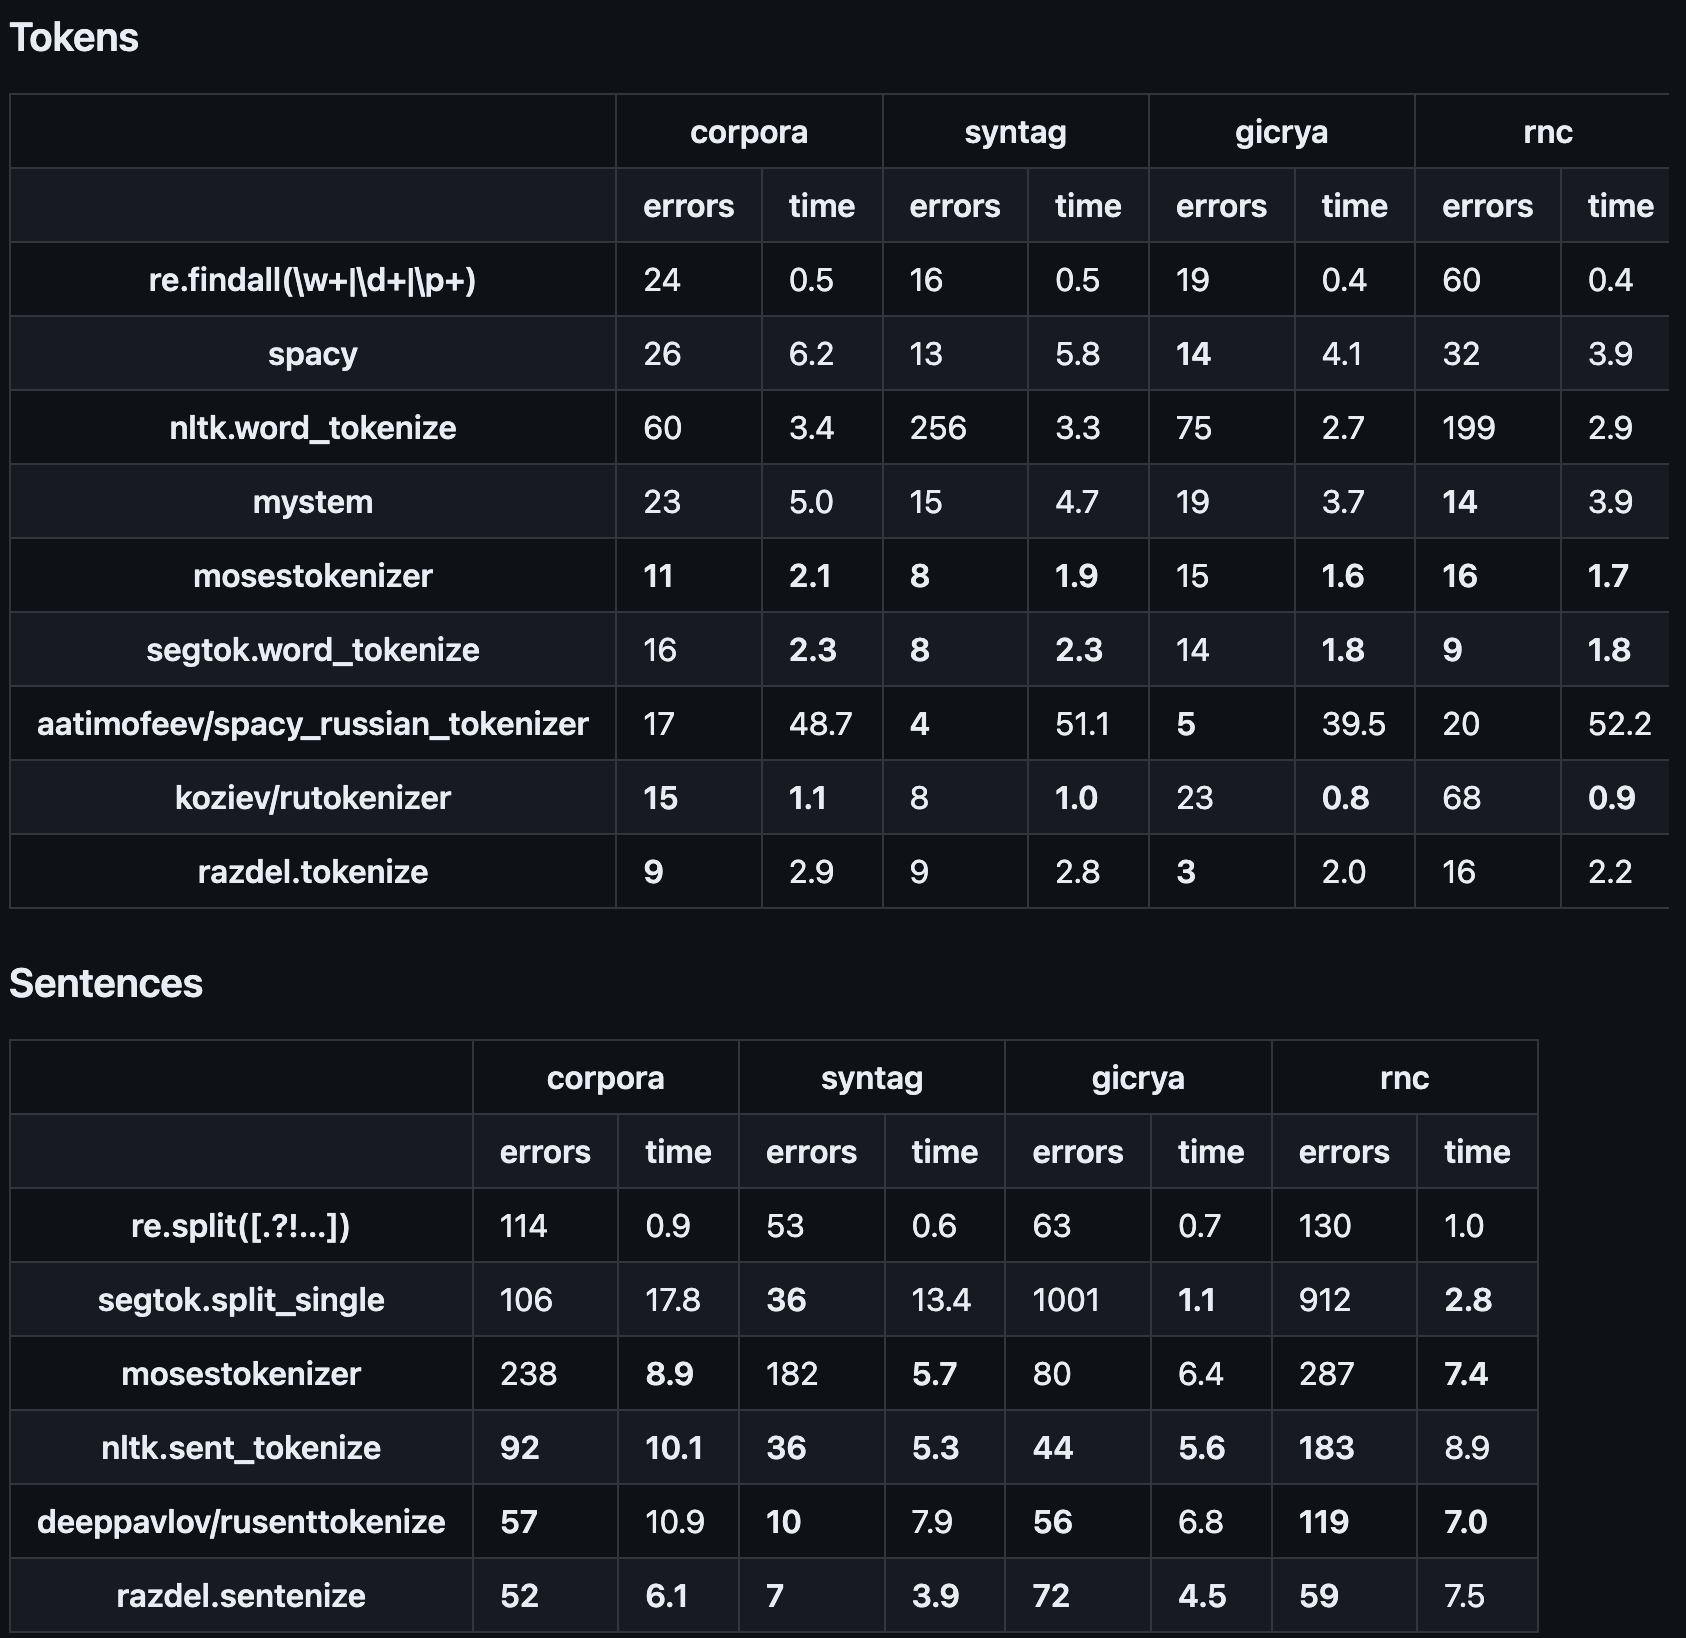 Tokens
corpora syntag gicrya rnc
errors time errors time errors time errors time
re.findall(\w+|\d+|\p+) 24 0.5 16 0.5 19 0.4 60 0.4
spacy 26 6.2 13 5.8 14 4.1 32 3.9
nltk.word_tokenize 60 3.4 256 3.3 75 2.7 199 2.9
mystem 23 5.0 15 4.7 19 3.7 14 3.9
mosestokenizer 11 2.1 8 1.9 15 1.6 16 1.7
segtok.word_tokenize 16 2.3 8 2.3 14 1.8 9 1.8
aatimofeev/spacy_russian_tokenizer 17 48.7 4 51.1 5 39.5 20 52.2
koziev/rutokenizer 15 1.1 8 1.0 23 0.8 68 0.9
razdel.tokenize 9 2.9 9 2.8 3 2.0 16 2.2
Sentences
corpora syntag gicrya rnc
errors time errors time errors time errors time
re.split([.?!…]) 114 0.9 53 0.6 63 0.7 130 1.0
segtok.split_single 106 17.8 36 13.4 1001 1.1 912 2.8
mosestokenizer 238 8.9 182 5.7 80 6.4 287 7.4
nltk.sent_tokenize 92 10.1 36 5.3 44 5.6 183 8.9
deeppavlov/rusenttokenize 57 10.9 10 7.9 56 6.8 119 7.0
razdel.sentenize 52 6.1 7 3.9 72 4.5 59 7.5